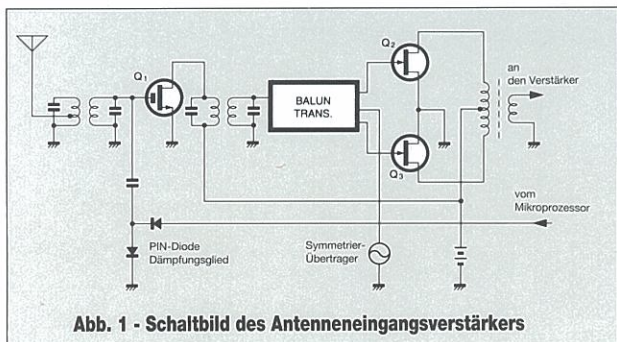 Q1
Q2
an
den Verstärker
BALUN
TRANS.
Q3
vom
Mikroprozessor
PIN-Diode
Dämpfungsglied
Symmetrier-
Übertrager
Abb. 1 - Schaltbild des Antenneneingangsverstärkers